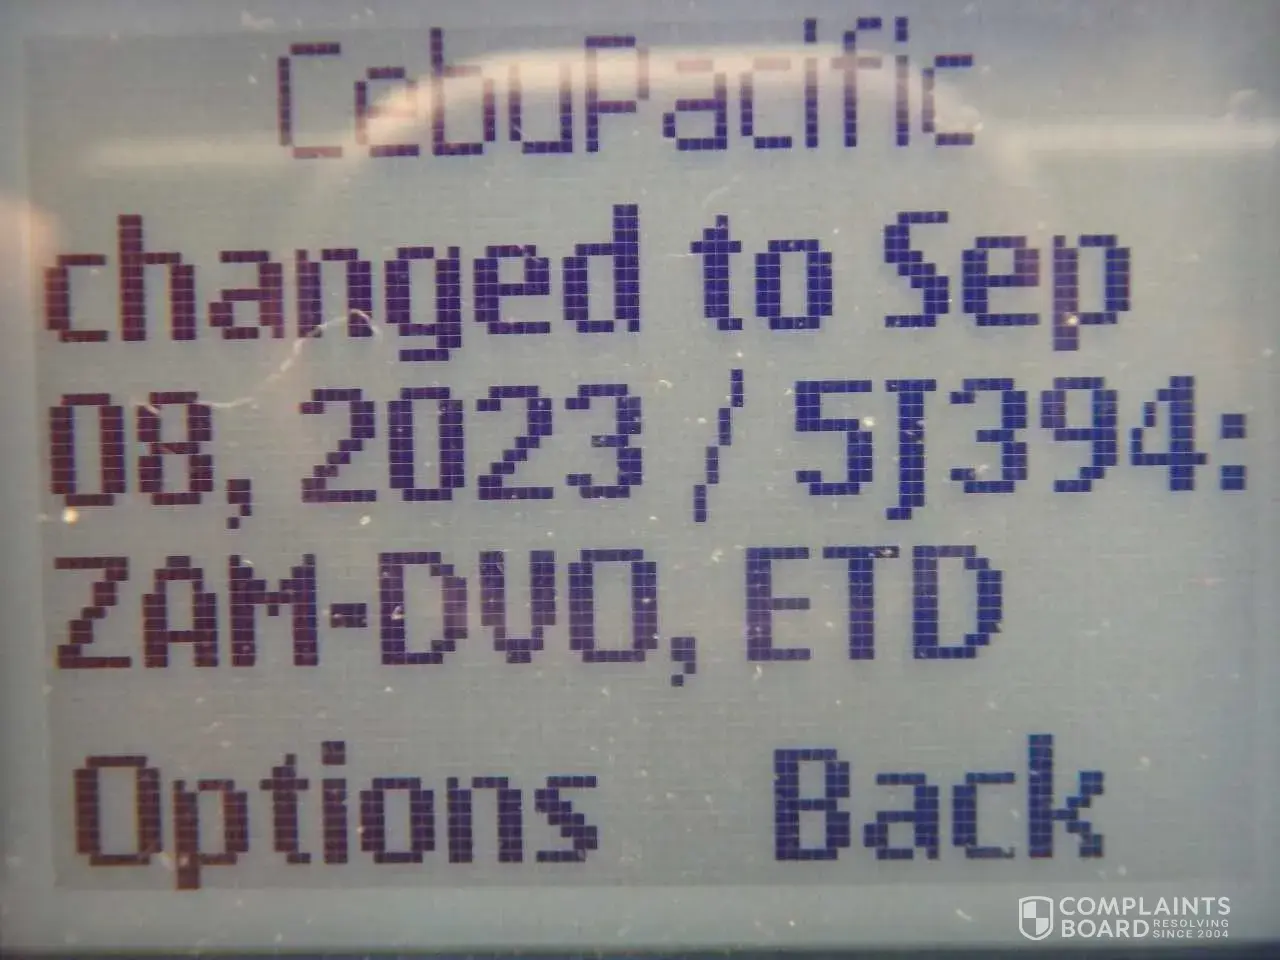 CebuPacific
changed to Sep
08, 2023 / 5J394:
ZAM-DVO, ETD
Options Back
COMPLAINTS
BOARD RESOLVING
SINCE 2004